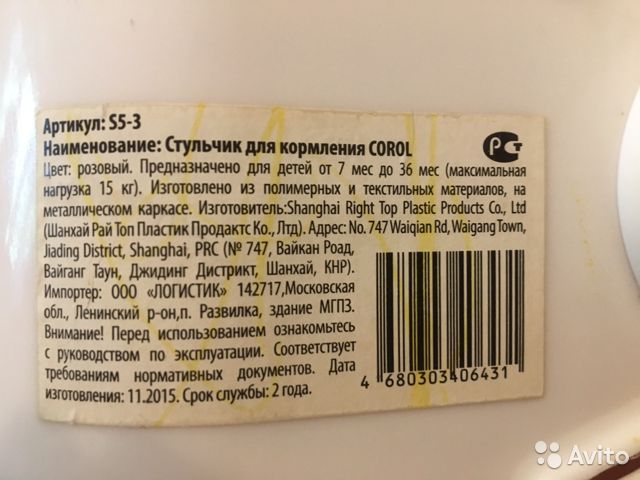 Артикул: S5-3
Наименование: Стульчик для кормления COROL
Цвет: розовый. Предназначено для детей от 7 мес до 36 мес (максимальная
нагрузка 15 кг). Изготовлено из полимерных и текстильных материалов, на
металлическом каркасе. Изготовитель:Shanghai Right Top Plastic Products Co., Ltd
(Шанхай Рай Топ Пластик Продактс Ко., Лтд). Адрес: No. 747 Waiqian Rd, Waigang Town,
Jiading District, Shanghai, PRC (№ 747, Вайкан Роад,
Вайганг Таун, Джидинг Дистрикт, Шанхай, КНР).
Импортер: ООО «ЛОГИСТИК» 142717,Московская
обл., Ленинский р-он,п. Развилка, здание МГПЗ.
Внимание! Перед использованием ознакомьтесь
с руководством по эксплуатации. Соответствует
требованиям нормативных документов. Дата
изготовления: 11.2015. Срок службы: 2 года.
РСТ
4 680303406431
Avito